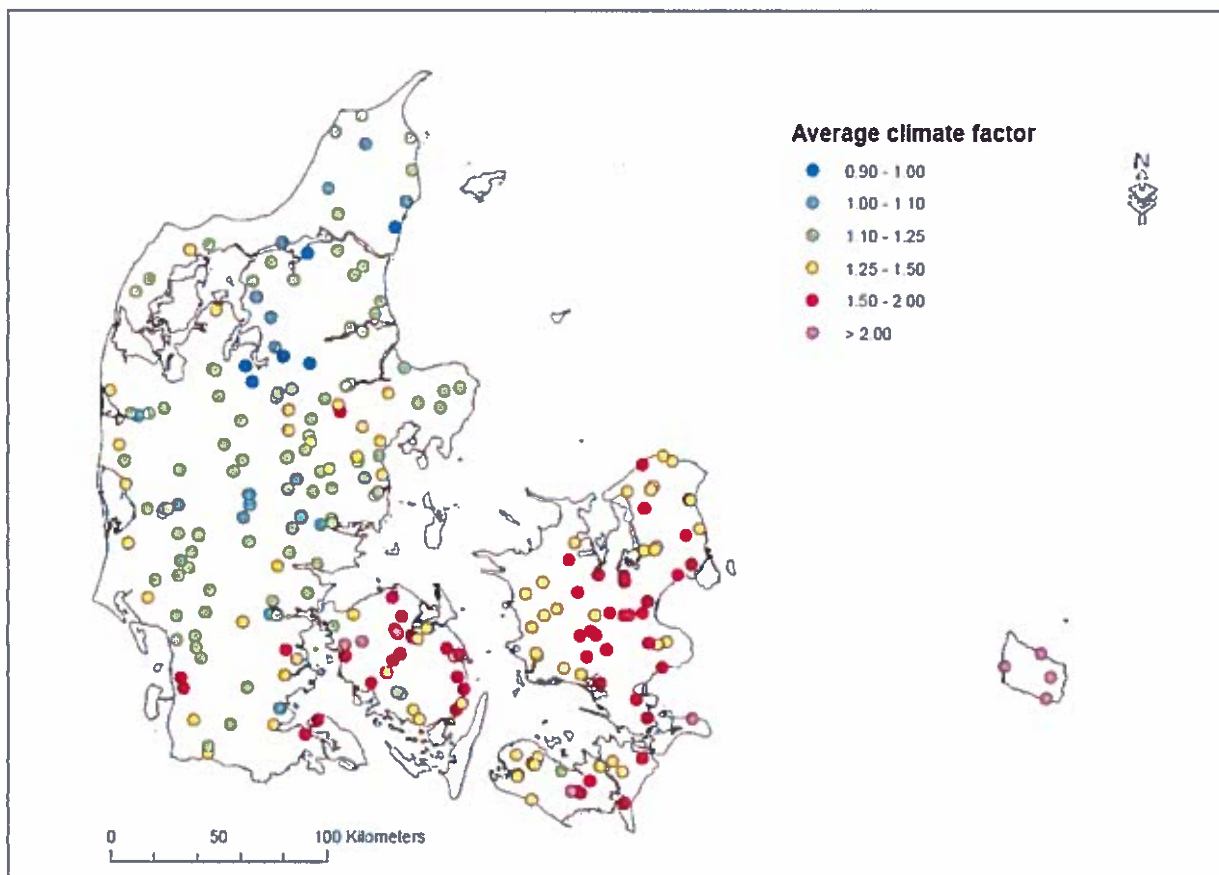 Average climate factor
0.90 - 1.00
1.00 - 1.10
1.10 - 1.25
1.25 - 1.50
1.50 - 2.00
> 2.00
N
0 50 100 Kilometers